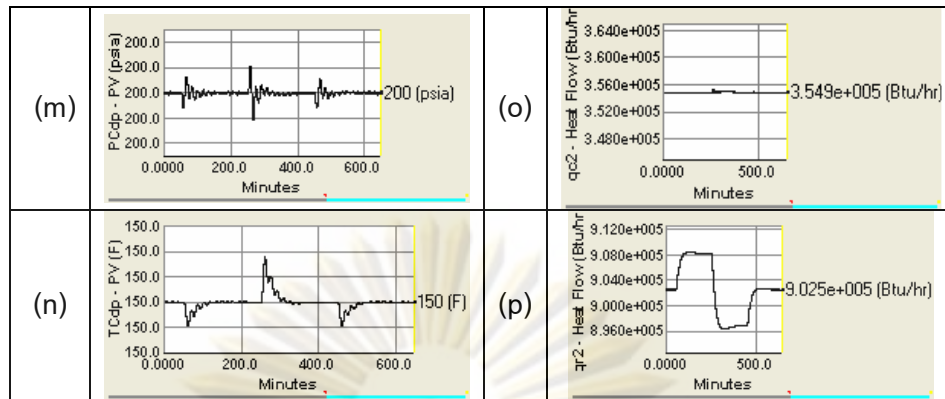 (m)
PCdp - PV (psia)
200.0
200.0
200.0
200.0
200.0
0.0000 200.0 400.0 600.0
Minutes
200 (psia)
(o)
qc2 - Heat Flow (Btu/hr
3.640e+005
3.600e+005
3.560e+005
3.520e+005
3.480e+005
0.0000 500.0
Minutes
3.549e+005 (Btu/hr)
(n)
TCdp - PV (F)
150.0
150.0
150.0
150.0
150.0
150.0
0.0000 200.0 400.0 600.0
Minutes
150 (F)
(p)
qr2 - Heat Flow (Btu/hr
9.120e+005
9.080e+005
9.040e+005
9.000e+005
8.960e+005
0.0000 500.0
Minutes
9.025e+005 (Btu/hr)